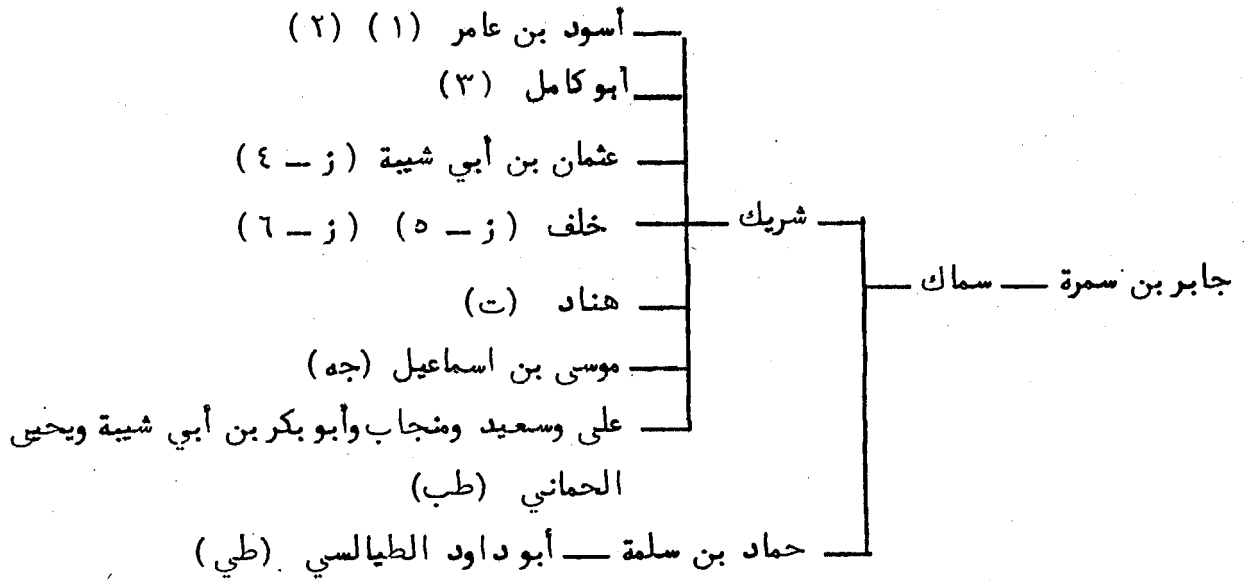 أسود بن عامر (١) (٢)
أبو كامل (٣)
عثمان بن أبي شيبة (ز – ٤)
شريك
خلف (ز – ٥) (ز – ٦)
جابر بن سمرة — سماك
هناد (ت)
موسى بن اسماعيل (جه)
على وسعيد ومنجاب وأبو بكر بن أبي شيبة ويحيى
الحماني (طب)
حماد بن سلمة — أبو داود الطيالسي (طي)